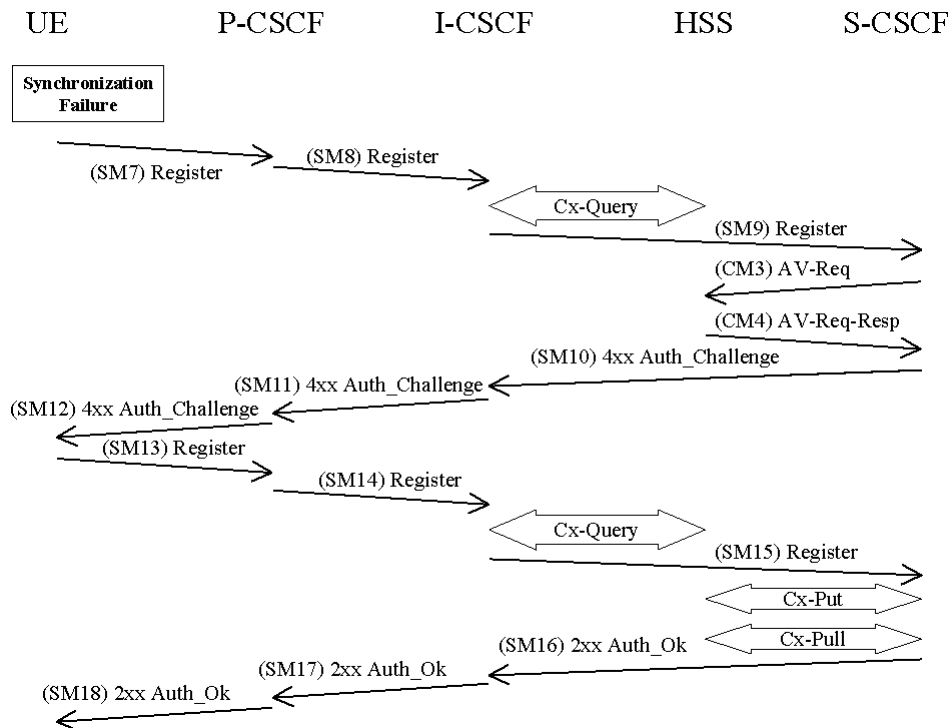 UE P-CSCF I-CSCF HSS S-CSCF
Synchronization
Failure
(SM7) Register
(SM8) Register
Cx-Query
(SM9) Register
(CM3) AV-Req
(CM4) AV-Req-Resp
(SM10) 4xx Auth_Challenge
(SM11) 4xx Auth_Challenge
(SM12) 4xx Auth_Challenge
(SM13) Register
(SM14) Register
Cx-Query
(SM15) Register
Cx-Put
Cx-Pull
(SM16) 2xx Auth_Ok
(SM17) 2xx Auth_Ok
(SM18) 2xx Auth_Ok